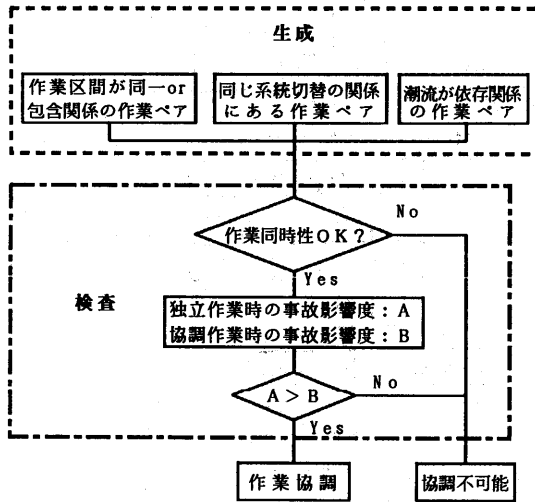 生成
作業区間が同一or
包含関係の作業ペア
同じ系統切替の関係
にある作業ペア
潮流が依存関係
の作業ペア
作業同時性OK?
No
Yes
検査
独立作業時の事故影響度:A
協調作業時の事故影響度:B
A>B
No
Yes
作業協調
協調不可能